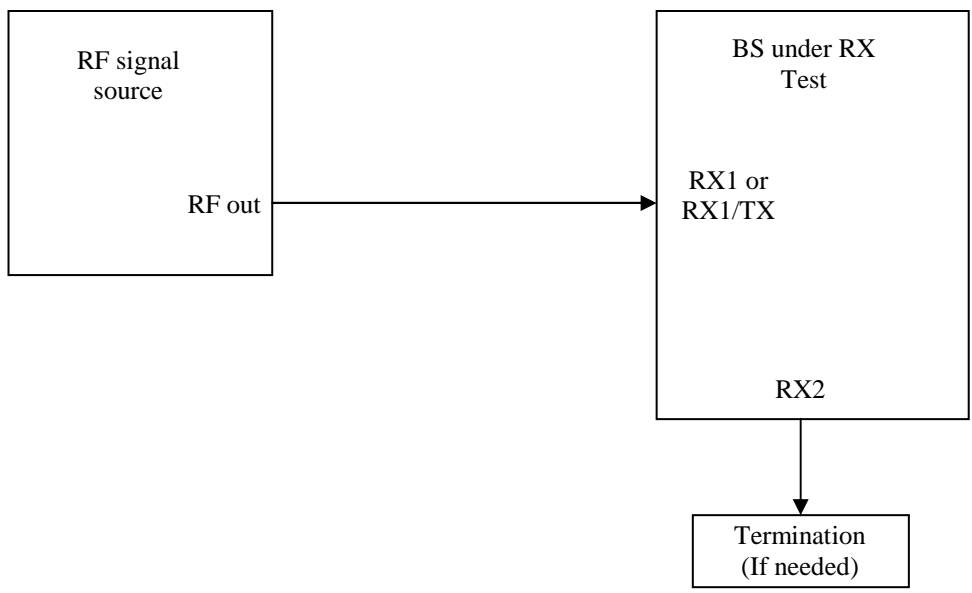 RF signal
source
RF out
BS under RX
Test
RX1 or
RX1/TX
RX2
Termination
(If needed)